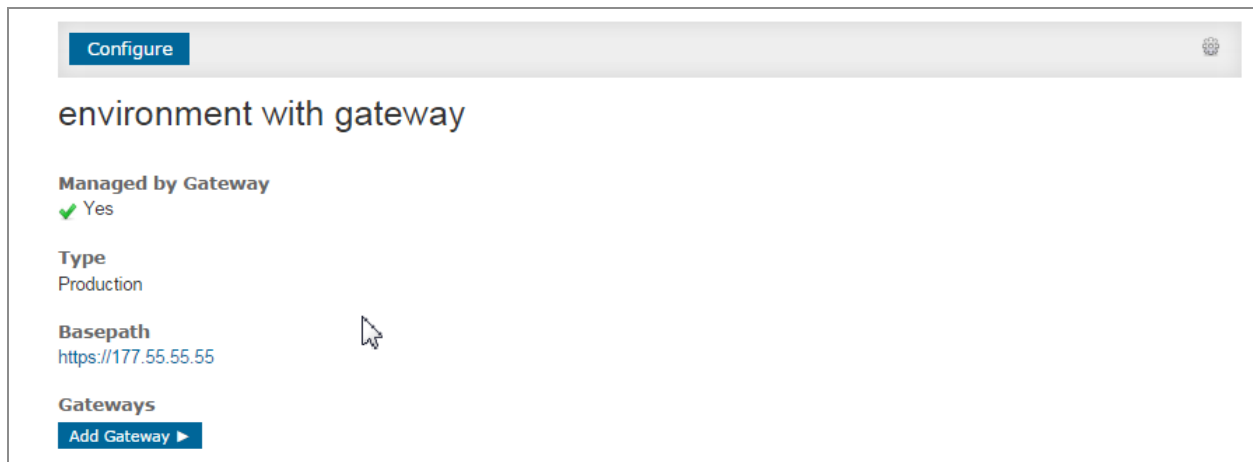 Configure
environment with gateway
Managed by Gateway
Yes
Type
Production
Basepath
https://177.55.55.55
Gateways
Add Gateway ►